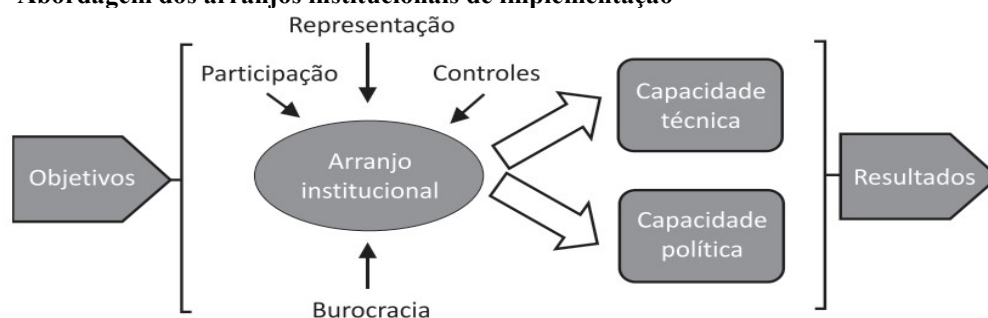 Abordagem dos arranjos institucionais de implementação
Representação
Participação
Controles
Capacidade
técnica
Objetivos
Arranjo
institucional
Resultados
Capacidade
política
Burocracia